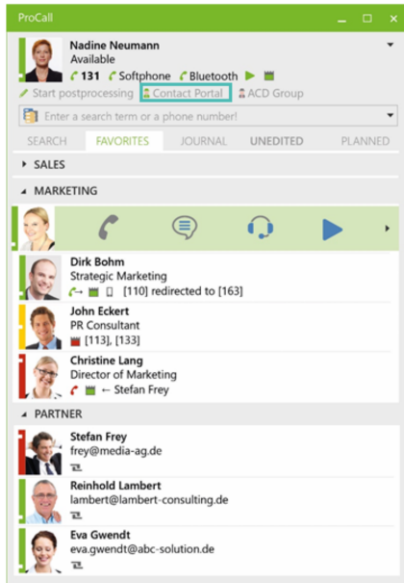 ProCall
Nadine Neumann
Available
131 Softphone Bluetooth
Start postprocessing Contact Portal ACD Group
Enter a search term or a phone number!
SEARCH FAVORITES JOURNAL UNEDITED PLANNED
SALES
MARKETING
Dirk Bohm
Strategic Marketing
[110] redirected to [163]
John Eckert
PR Consultant
[113], [133]
Christine Lang
Director of Marketing
← Stefan Frey
PARTNER
Stefan Frey
frey@media-ag.de
Reinhold Lambert
lambert@lambert-consulting.de
Eva Gwendt
eva.gwendt@abc-solution.de